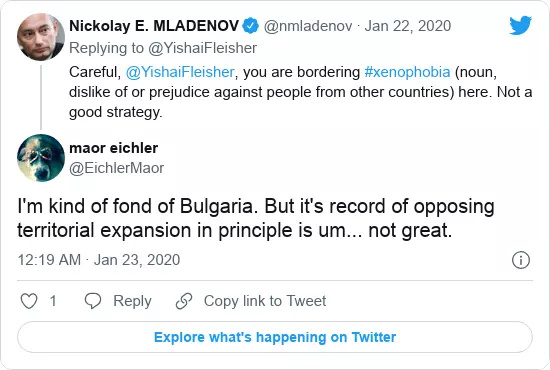 Nickolay E. MLADENOV @nmladenov · Jan 22, 2020
Replying to @YishaiFleisher
Careful, @YishaiFleisher, you are bordering #xenophobia (noun,
dislike of or prejudice against people from other countries) here. Not a
good strategy.
maor eichler
@EichlerMaor
I'm kind of fond of Bulgaria. But it's record of opposing
territorial expansion in principle is um... not great.
12:19 AM · Jan 23, 2020
1 Reply Copy link to Tweet
Explore what's happening on Twitter